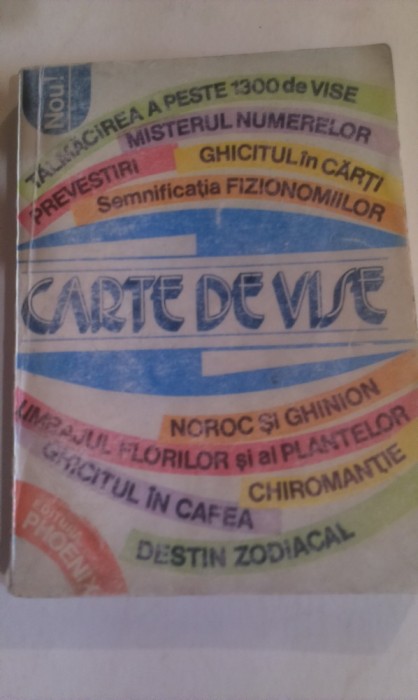 Nou!
TĂLMĂCIREA A PESTE 1300 de VISE
MISTERUL NUMERELOR
PREVESTIRI
GHICITUL în CĂRȚI
Semnificația FIZIONOMIILOR
CARTE DE VISE
NOROC ȘI GHINION
LIMBAJUL FLORILOR și al PLANTELOR
CHIROMANȚIE
GHICITUL ÎN CAFEA
DESTIN ZODIACAL
Editura
PHOENIX